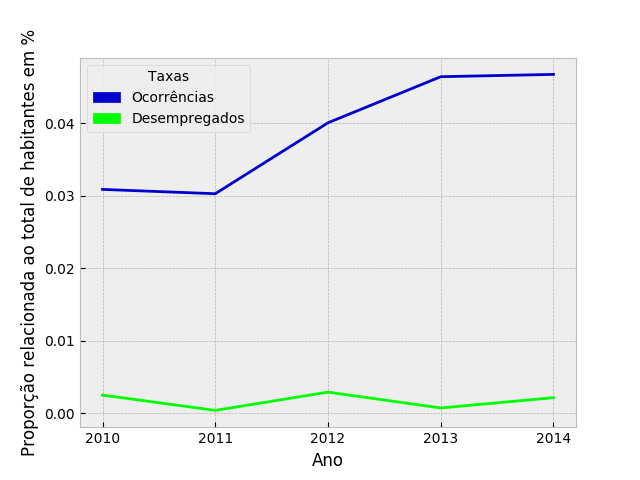 Proporção relacionada ao total de habitantes em %
Taxas
Ocorrências
Desempregados
0.04
0.03
0.02
0.01
0.00
2010 2011 2012 2013 2014
Ano